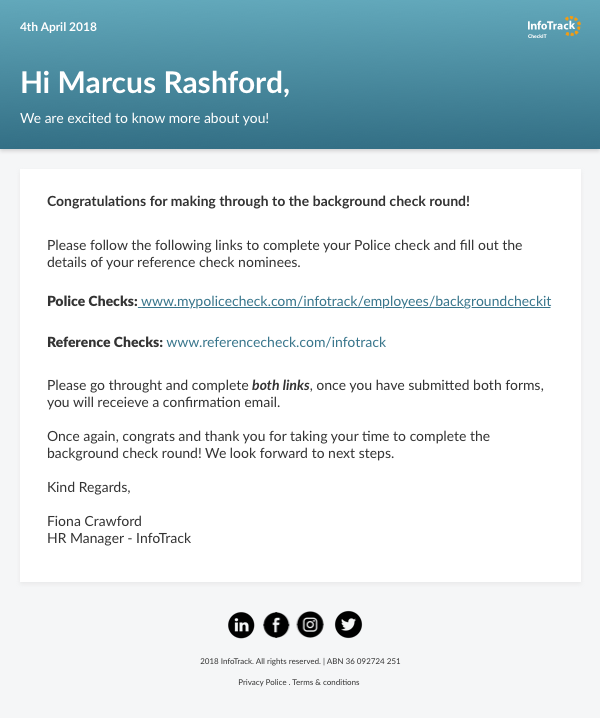 4th April 2018
InfoTrack
CheckIT
Hi Marcus Rashford,
We are excited to know more about you!
Congratulations for making through to the background check round!
Please follow the following links to complete your Police check and fill out the
details of your reference check nominees.
Police Checks: www.mypolicecheck.com/infotrack/employees/backgroundcheckit
Reference Checks: www.referencecheck.com/infotrack
Please go throught and complete both links, once you have submitted both forms,
you will receieve a confirmation email.
Once again, congrats and thank you for taking your time to complete the
background check round! We look forward to next steps.
Kind Regards,
Fiona Crawford
HR Manager - InfoTrack
in f
2018 InfoTrack. All rights reserved. | ABN 36 092724 251
Privacy Police . Terms & conditions